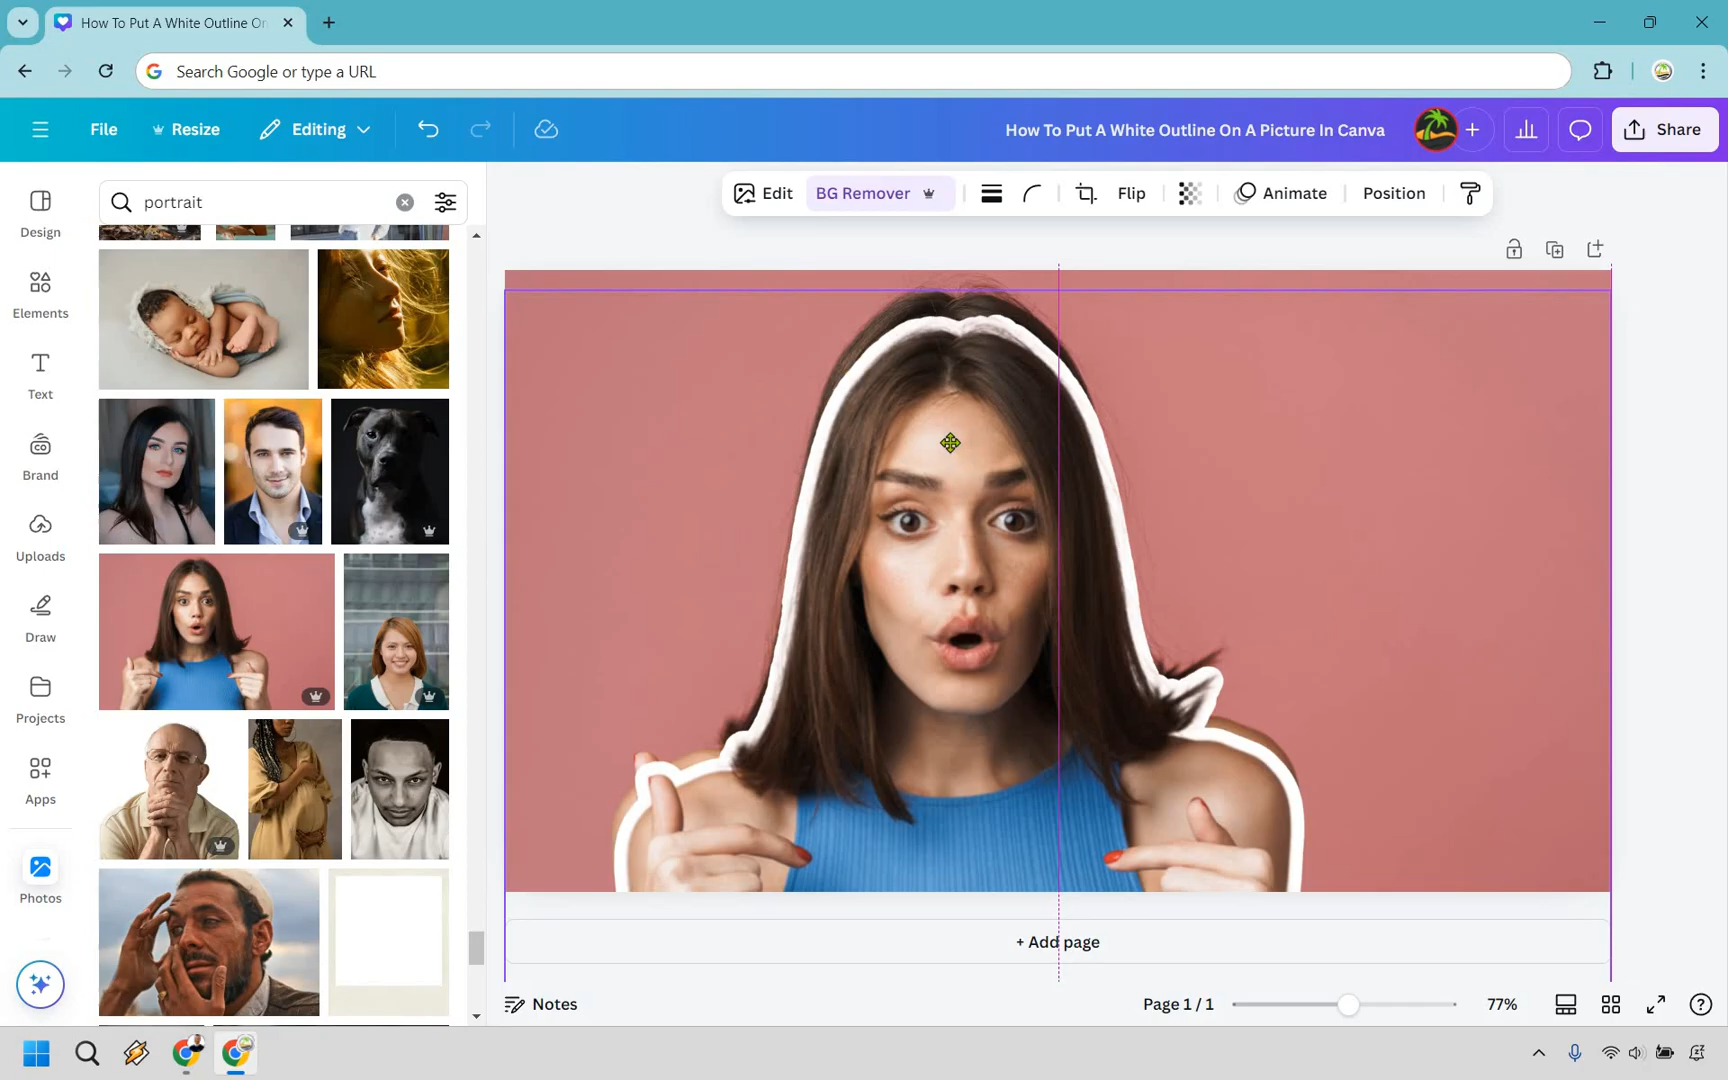 How To Put A White Outline On
Search Google or type a URL
File
Resize
Editing
How To Put A White Outline On A Picture In Canva
Share
Design
Elements
Text
Brand
Uploads
Draw
Projects
Apps
Photos
portrait
Edit
BG Remover
Flip
Animate
Position
+ Add page
Notes
Page 1 / 1
77%